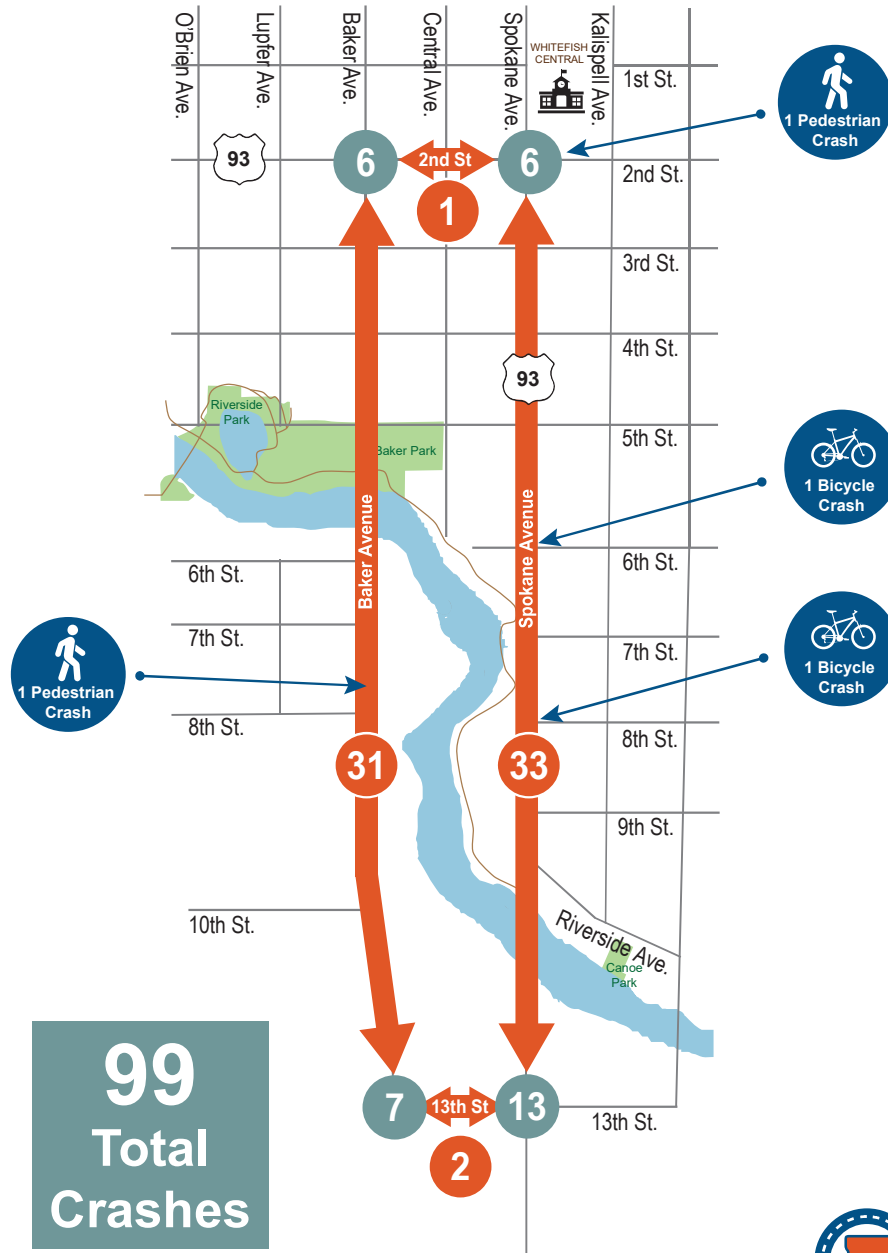 O'Brien Ave.
Lupfer Ave.
Baker Ave.
Central Ave.
Spokane Ave.
Kalispell Ave.
WHITEFISH
CENTRAL
1st St.
1 Pedestrian
Crash
93
6
2nd St
6
2nd St.
1
3rd St.
4th St.
93
Riverside
Park
Baker Park
5th St.
1 Bicycle
Crash
Baker Avenue
Spokane Avenue
6th St.
6th St.
7th St.
7th St.
1 Bicycle
Crash
1 Pedestrian
Crash
8th St.
8th St.
31
33
9th St.
10th St.
Riverside Ave.
Canoe
Park
99
Total
Crashes
7
13th St
13
13th St.
2